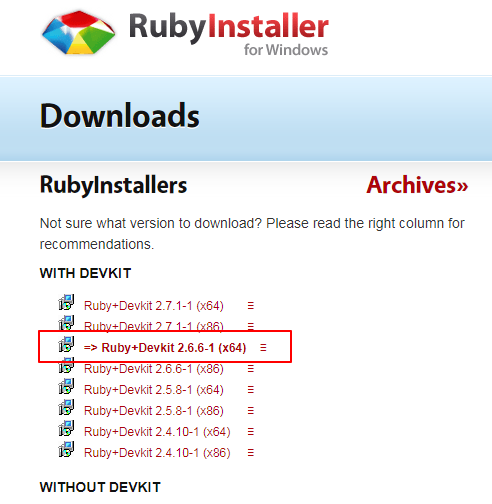 RubyInstaller
for Windows
Downloads
RubyInstallers Archives»
Not sure what version to download? Please read the right column for
recommendations.
WITH DEVKIT
Ruby+Devkit 2.7.1-1 (x64)
Ruby+Devkit 2.7.1-1 (x86)
=> Ruby+Devkit 2.6.6-1 (x64)
Ruby+Devkit 2.6.6-1 (x86)
Ruby+Devkit 2.5.8-1 (x64)
Ruby+Devkit 2.5.8-1 (x86)
Ruby+Devkit 2.4.10-1 (x64)
Ruby+Devkit 2.4.10-1 (x86)
WITHOUT DEVKIT